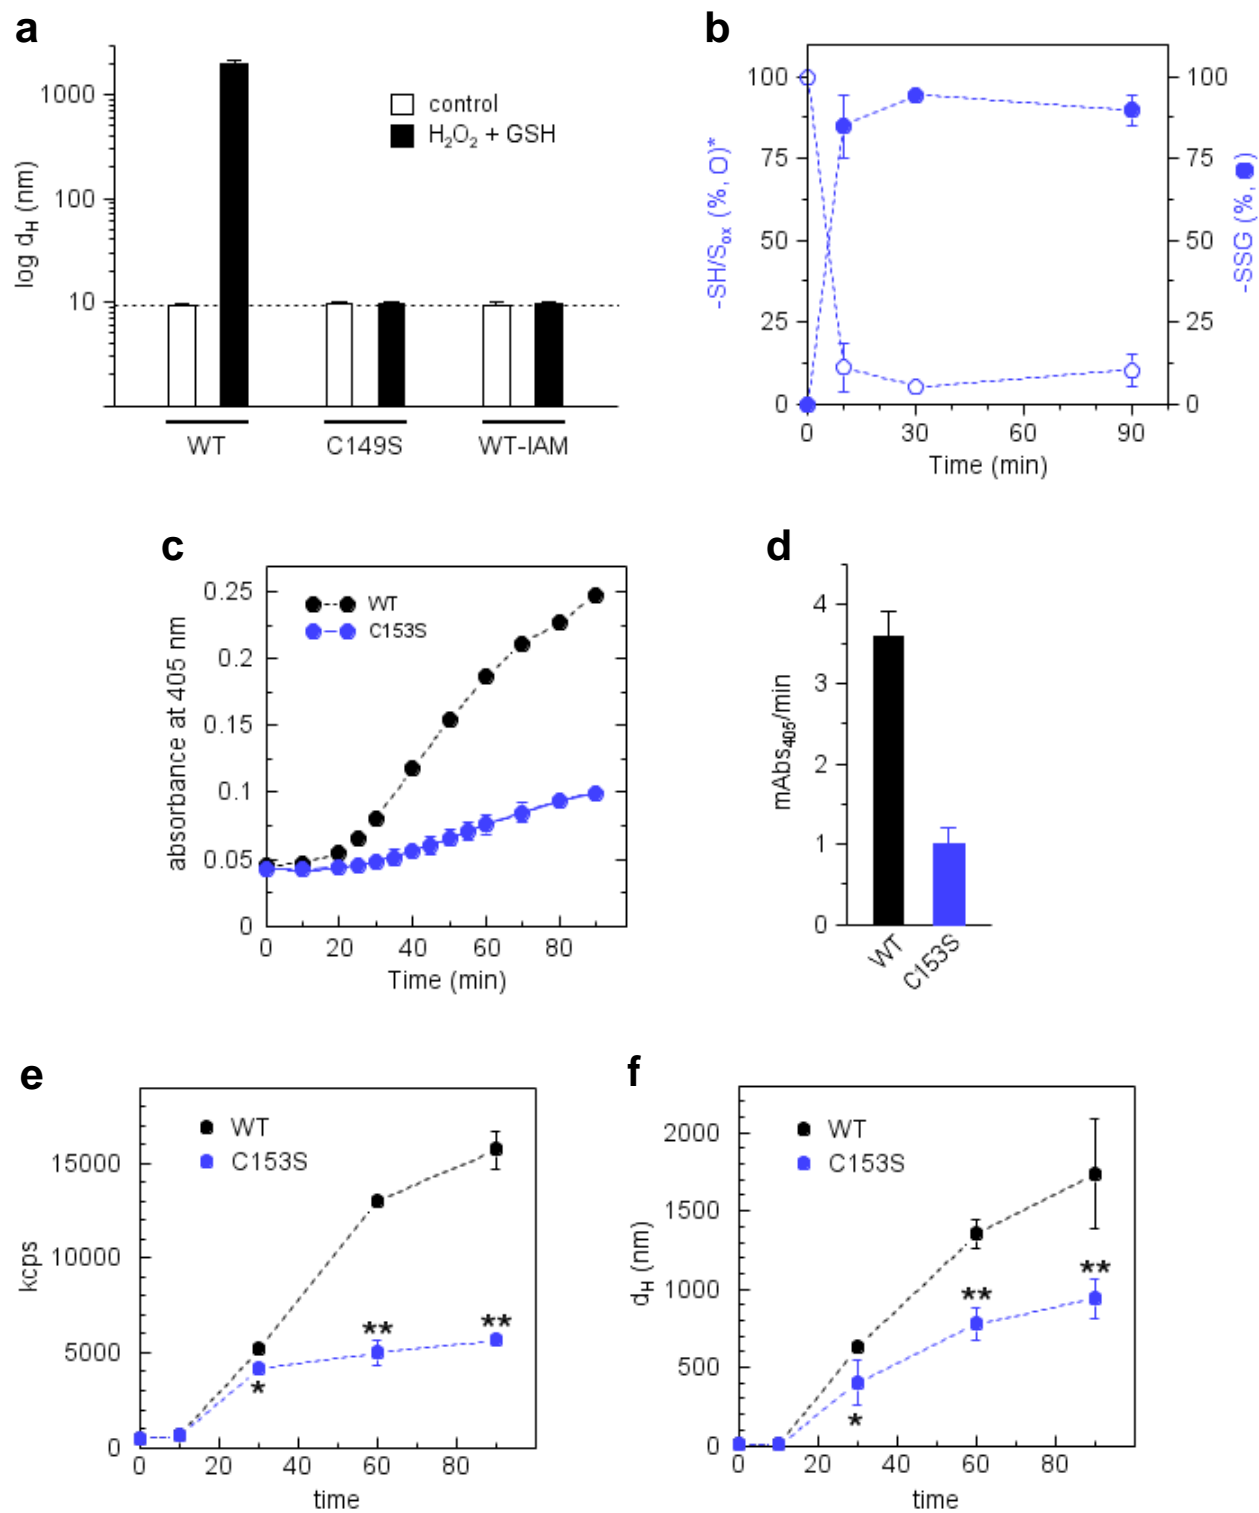 a
log dH (nm)
1000
100
10
control
H2O2 + GSH
WT
C149S
WT-IAM
b
-SH/Sox (%, O)*
100
75
50
25
0
100
75
50
25
0
-SSG (%, ●)
0
30
60
90
Time (min)
c
absorbance at 405 nm
0.25
0.2
0.15
0.1
0.05
0
WT
C153S
0
20
40
60
80
Time (min)
d
mAbs405/min
4
3
2
1
0
WT
C153S
e
kcps
15000
10000
5000
0
WT
C153S
*
**
**
0
20
40
60
80
time
f
dH (nm)
2000
1500
1000
500
0
WT
C153S
*
**
**
0
20
40
60
80
time